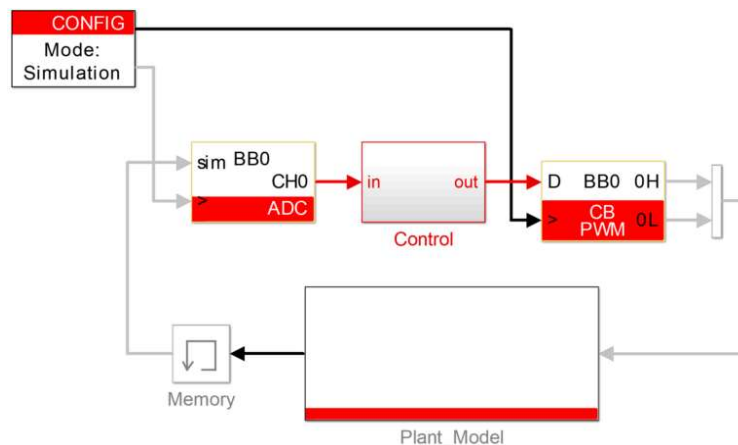 CONFIG
Mode:
Simulation
sim BB0
CH0
>
ADC
in out
Control
D BB0 0H
> CB 0L
PWM
Memory
Plant Model